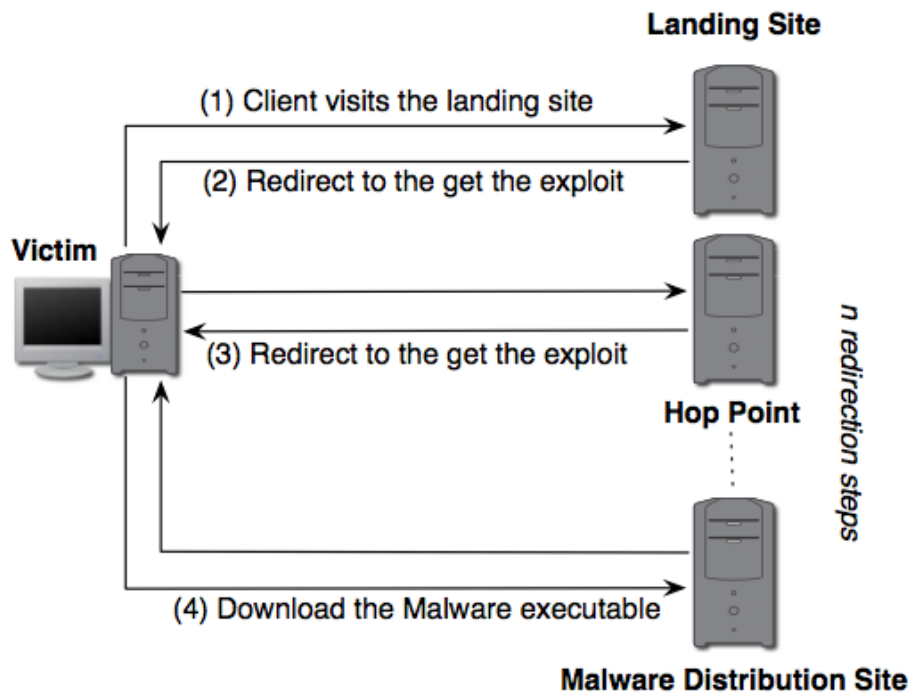 Landing Site
(1) Client visits the landing site
(2) Redirect to the get the exploit
Victim
(3) Redirect to the get the exploit
Hop Point
n redirection steps
(4) Download the Malware executable
Malware Distribution Site